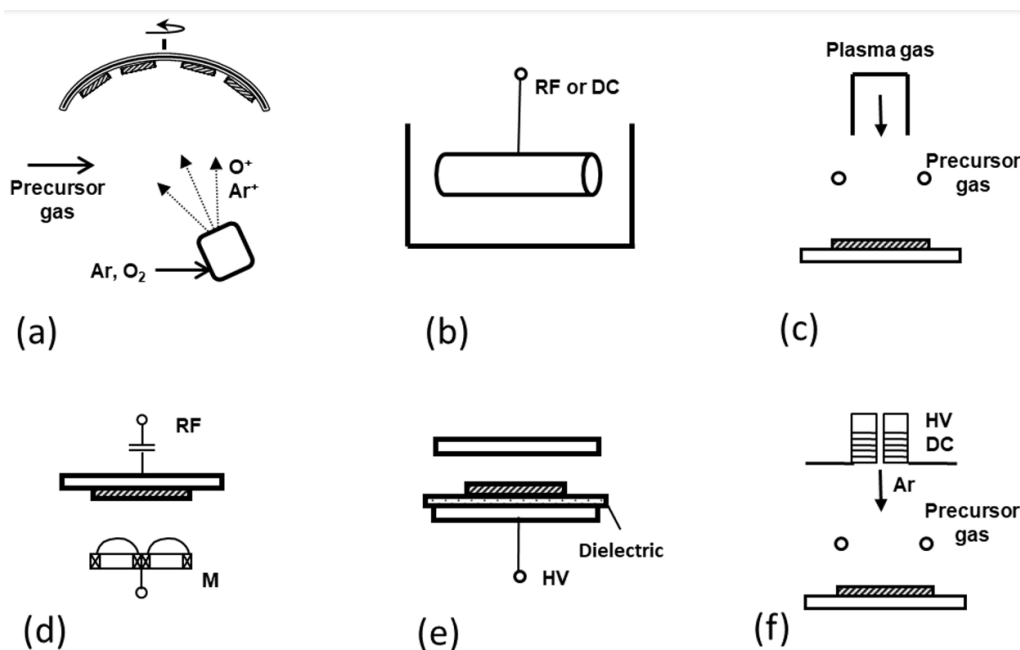 O⁺
Ar⁺
Precursor
gas
Ar, O₂
(a)
RF or DC
(b)
Plasma gas
Precursor
gas
(c)
RF
M
(d)
Dielectric
HV
(e)
HV
DC
Ar
Precursor
gas
(f)